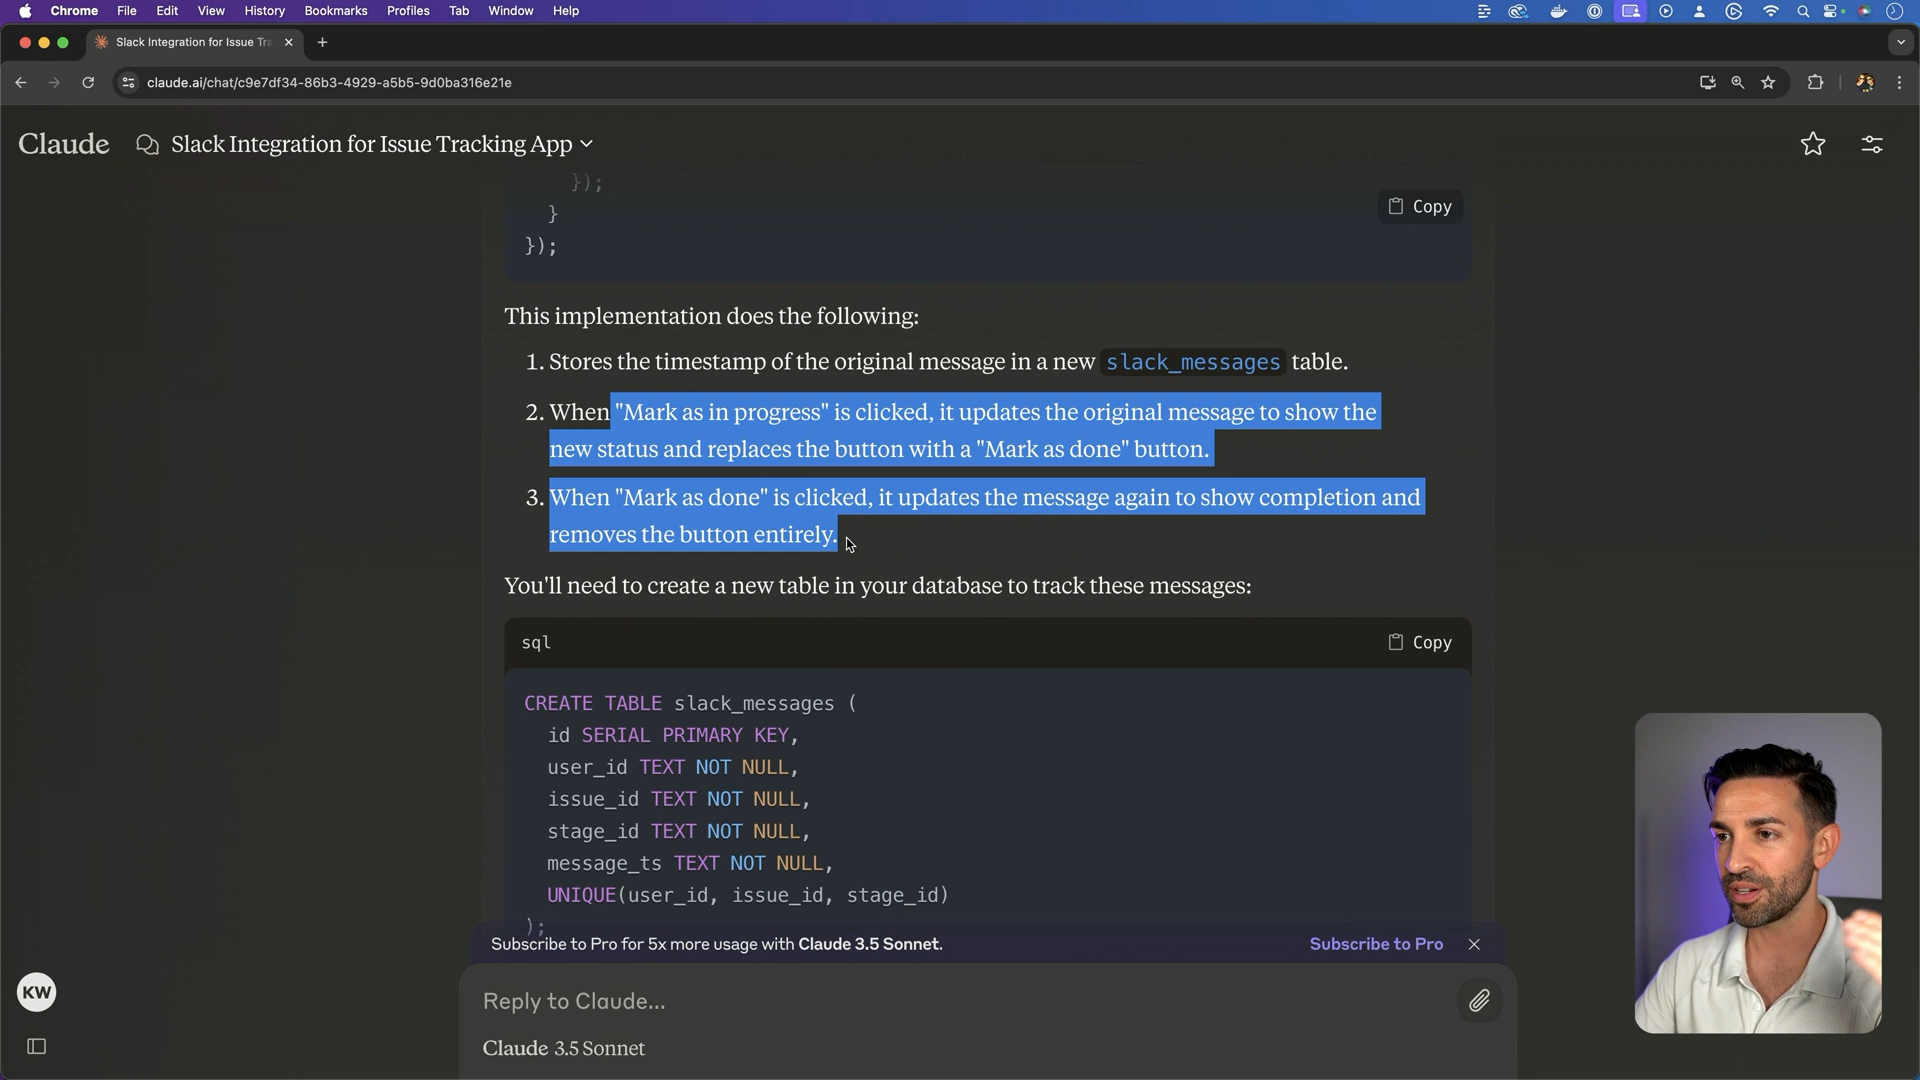 Chrome File Edit View History Bookmarks Profiles Tab Window Help
Slack Integration for Issue Tra
claude.ai/chat/c9e7df34-86b3-4929-a5b5-9d0ba316e21e
Claude Slack Integration for Issue Tracking App
});
}
});
Copy
This implementation does the following:
1. Stores the timestamp of the original message in a new slack_messages table.
2. When "Mark as in progress" is clicked, it updates the original message to show the
new status and replaces the button with a "Mark as done" button.
3. When "Mark as done" is clicked, it updates the message again to show completion and
removes the button entirely.
You'll need to create a new table in your database to track these messages:
sql Copy
CREATE TABLE slack_messages (
id SERIAL PRIMARY KEY,
user_id TEXT NOT NULL,
issue_id TEXT NOT NULL,
stage_id TEXT NOT NULL,
message_ts TEXT NOT NULL,
UNIQUE(user_id, issue_id, stage_id)
);
Subscribe to Pro for 5x more usage with Claude 3.5 Sonnet. Subscribe to Pro
KW
Reply to Claude...
Claude 3.5 Sonnet